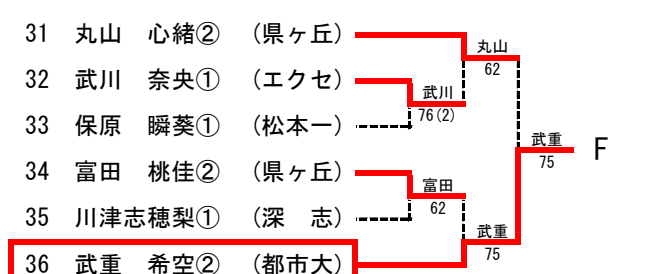 31 丸山 心緒② (県ヶ丘)
丸山
62
32 武川 奈央① (エクセ)
武川
76(2)
33 保原 瞬葵① (松本一)
武重
75
F
34 富田 桃佳② (県ヶ丘)
富田
62
35 川津志穂梨① (深 志)
武重
75
36 武重 希空② (都市大)